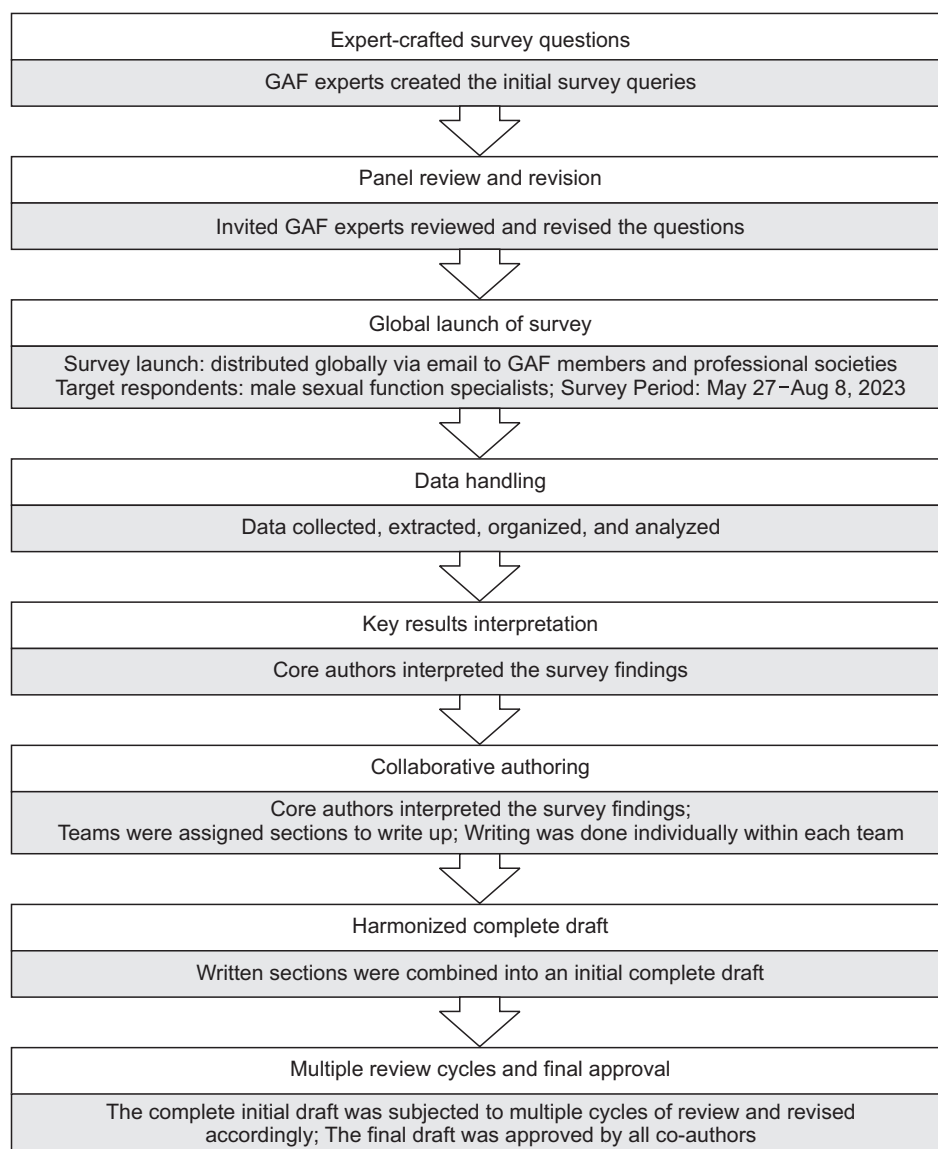 Expert-crafted survey questions
GAF experts created the initial survey queries
Panel review and revision
Invited GAF experts reviewed and revised the questions
Global launch of survey
Survey launch: distributed globally via email to GAF members and professional societies
Target respondents: male sexual function specialists; Survey Period: May 27−Aug 8, 2023
Data handling
Data collected, extracted, organized, and analyzed
Key results interpretation
Core authors interpreted the survey findings
Collaborative authoring
Core authors interpreted the survey findings;
Teams were assigned sections to write up; Writing was done individually within each team
Harmonized complete draft
Written sections were combined into an initial complete draft
Multiple review cycles and final approval
The complete initial draft was subjected to multiple cycles of review and revised
accordingly; The final draft was approved by all co-authors